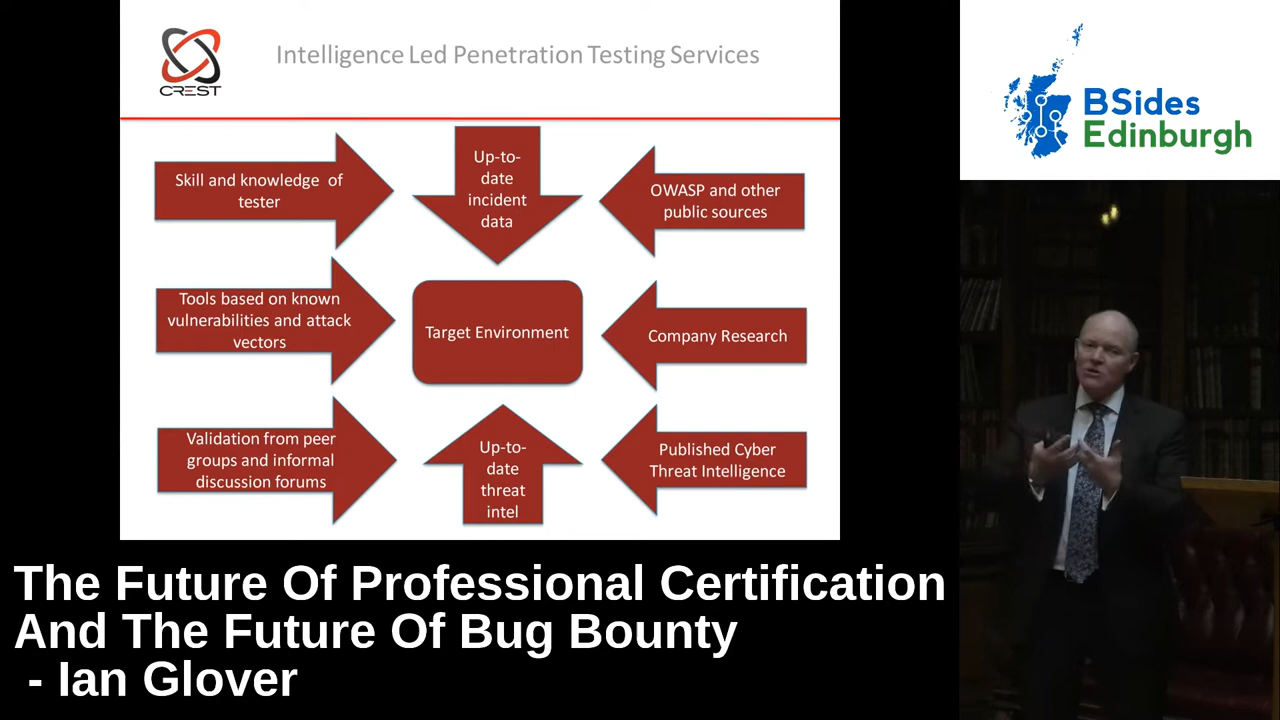 CREST
Intelligence Led Penetration Testing Services
BSides
Edinburgh
Skill and knowledge of
tester
Up-to-
date
incident
data
OWASP and other
public sources
Tools based on known
vulnerabilities and attack
vectors
Target Environment
Company Research
Validation from peer
groups and informal
discussion forums
Up-to-
date
threat
intel
Published Cyber
Threat Intelligence
The Future Of Professional Certification
And The Future Of Bug Bounty
- Ian Glover